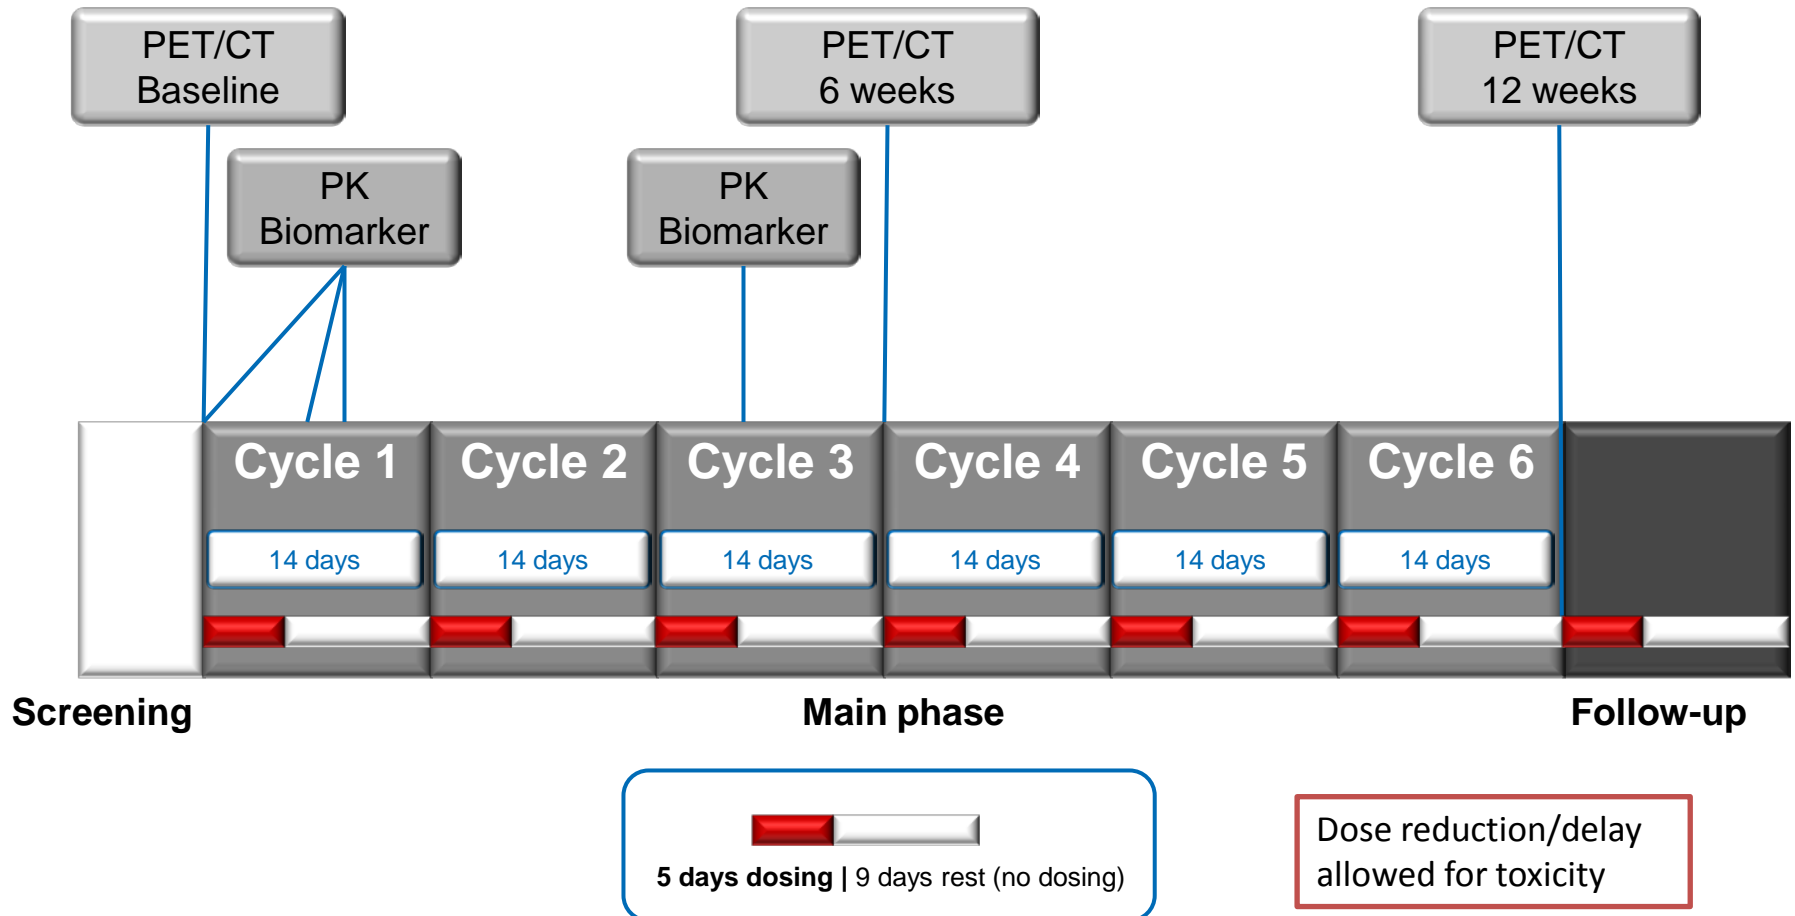 PET/CT
Baseline
PET/CT
6 weeks
PET/CT
12 weeks
PK
Biomarker
PK
Biomarker
Cycle 1
Cycle 2
Cycle 3
Cycle 4
Cycle 5
Cycle 6
14 days
14 days
14 days
14 days
14 days
14 days
Screening
Main phase
Follow-up
5 days dosing | 9 days rest (no dosing)
Dose reduction/delay
allowed for toxicity